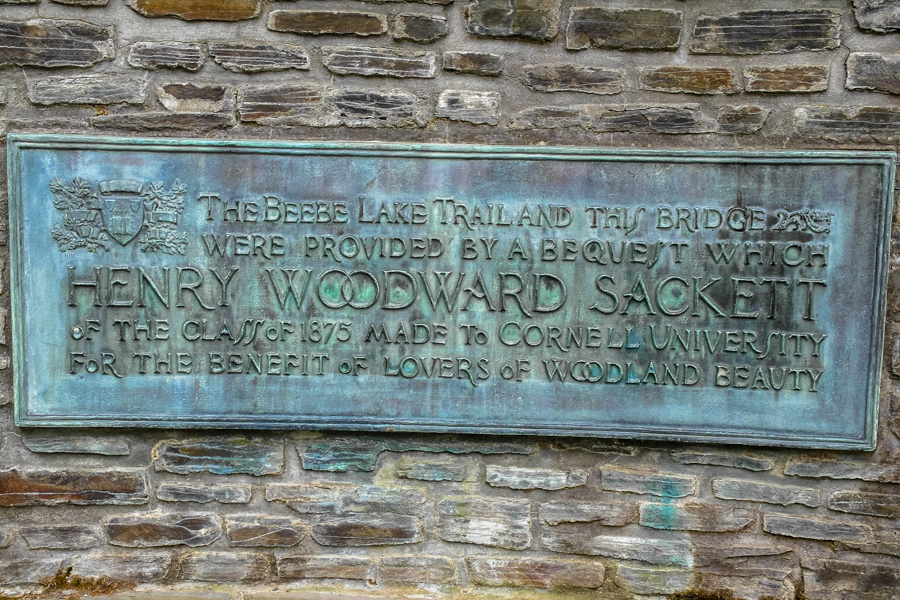 THE BEEBE LAKE TRAIL AND THIS BRIDGE
WERE PROVIDED BY A BEQUEST WHICH
HENRY WOODWARD SACKETT
OF THE CLASS OF 1875 MADE TO CORNELL UNIVERSITY
FOR THE BENEFIT OF LOVERS OF WOODLAND BEAUTY